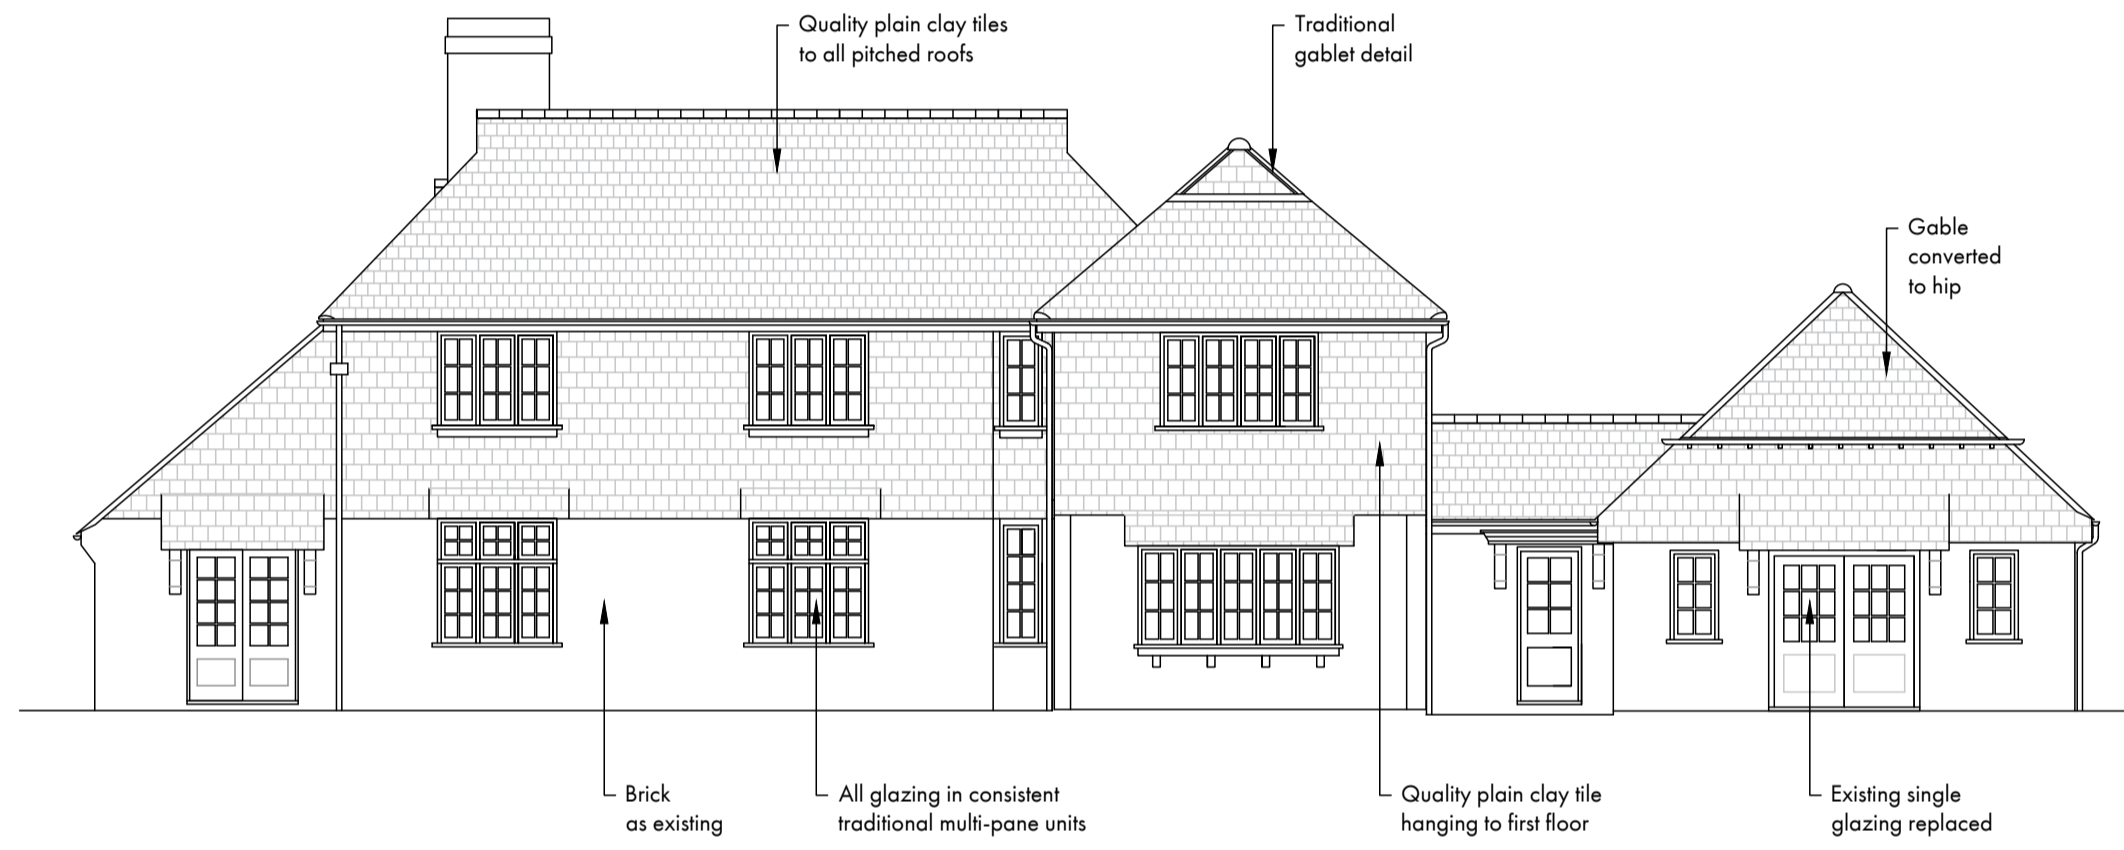 Quality plain clay tiles
to all pitched roofs
Traditional
gablet detail
Gable
converted
to hip
Brick
as existing
All glazing in consistent
traditional multi-pane units
Quality plain clay tile
hanging to first floor
Existing single
glazing replaced